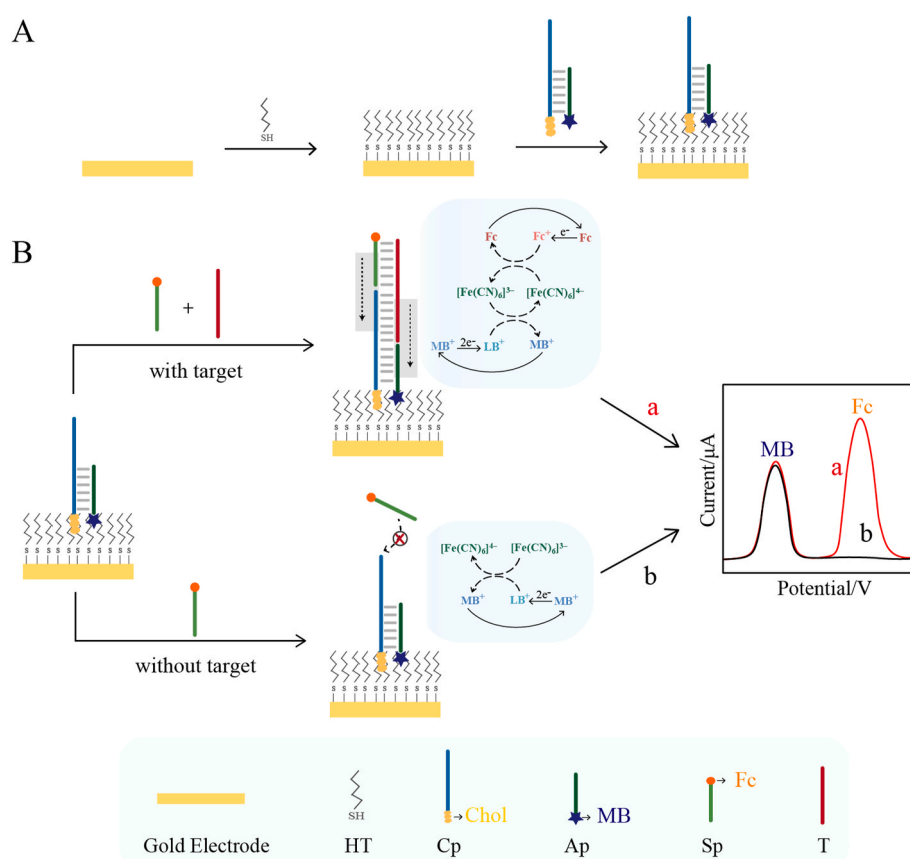 A
SH
S S S S S S S S S S
S S S S S S S S S S
B
+
with target
Fc Fc⁺ e- Fc
[Fe(CN)₆]³⁻ [Fe(CN)₆]⁴⁻
MB⁺ 2e- LB⁺ MB⁺
S S S S S S S S S S
a
Current/μA
MB
Fc
a
b
Potential/V
S S S S S S S S S S
without target
X
[Fe(CN)₆]⁴⁻ [Fe(CN)₆]³⁻
MB⁺ LB⁺ 2e- MB⁺
b
S S S S S S S S S S
SH
Chol
MB
Fc
Gold Electrode HT Cp Ap Sp T